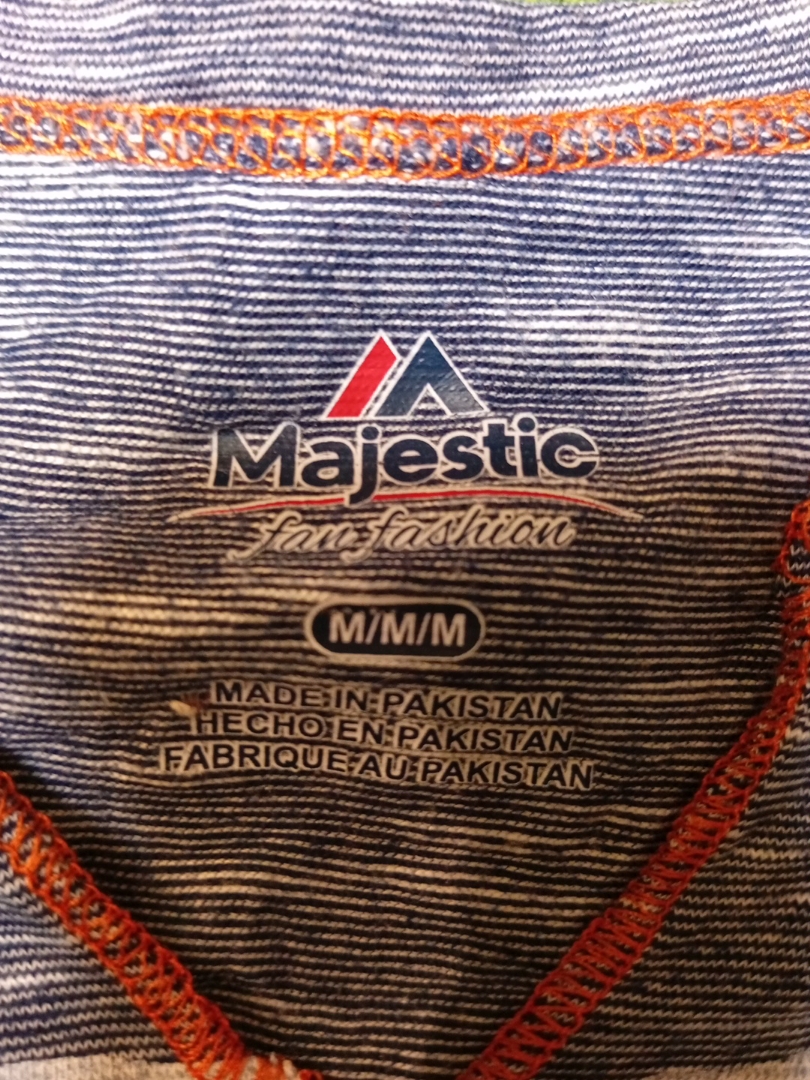 Majestic
fan fashion
M/M/M
MADE IN PAKISTAN
HECHO EN PAKISTAN
FABRIQUE AU PAKISTAN